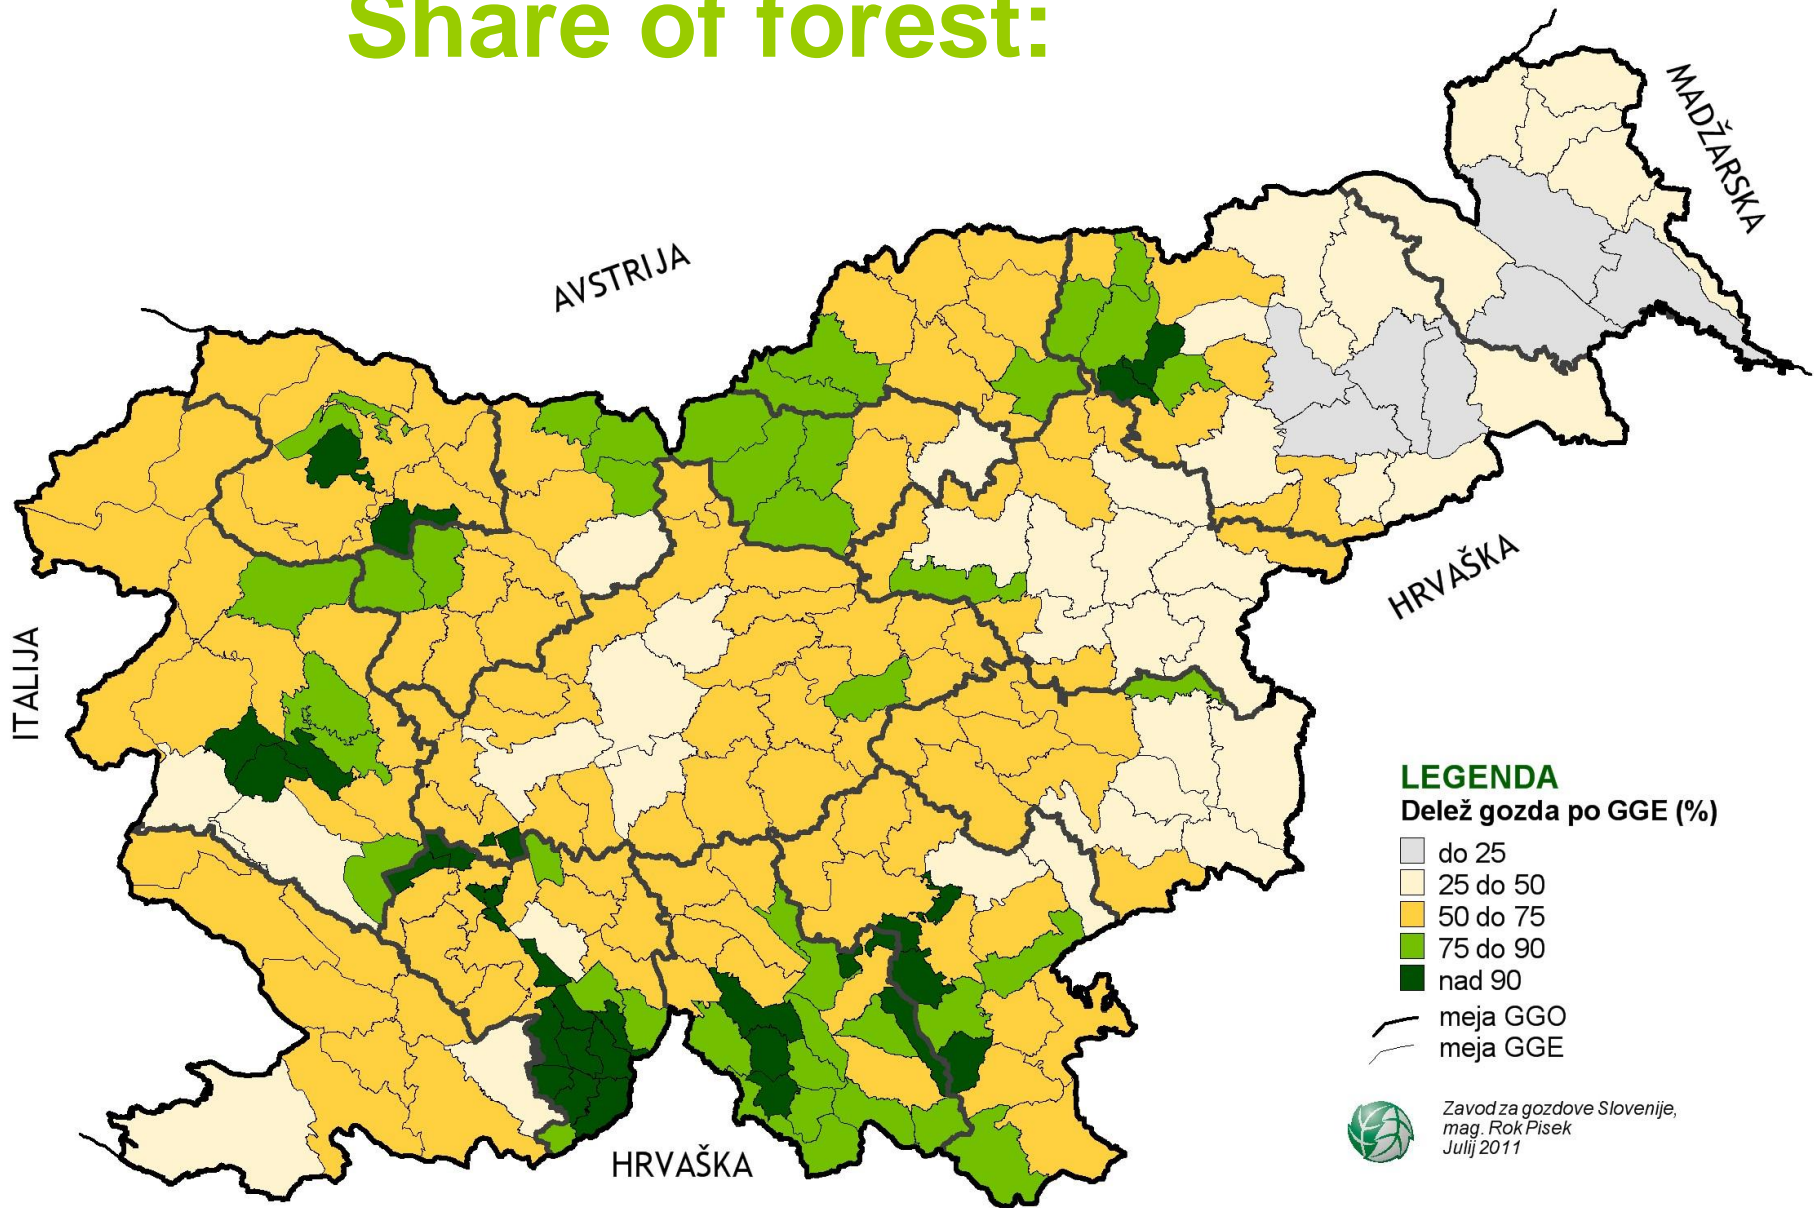 Share of forest:
MADŽARSKA
AVSTRIJA
HRVAŠKA
ITALIJA
LEGENDA
Delež gozda po GGE (%)
do 25
25 do 50
50 do 75
75 do 90
nad 90
meja GGO
meja GGE
Zavod za gozdove Slovenije,
mag. Rok Pisek
Julij 2011
HRVAŠKA